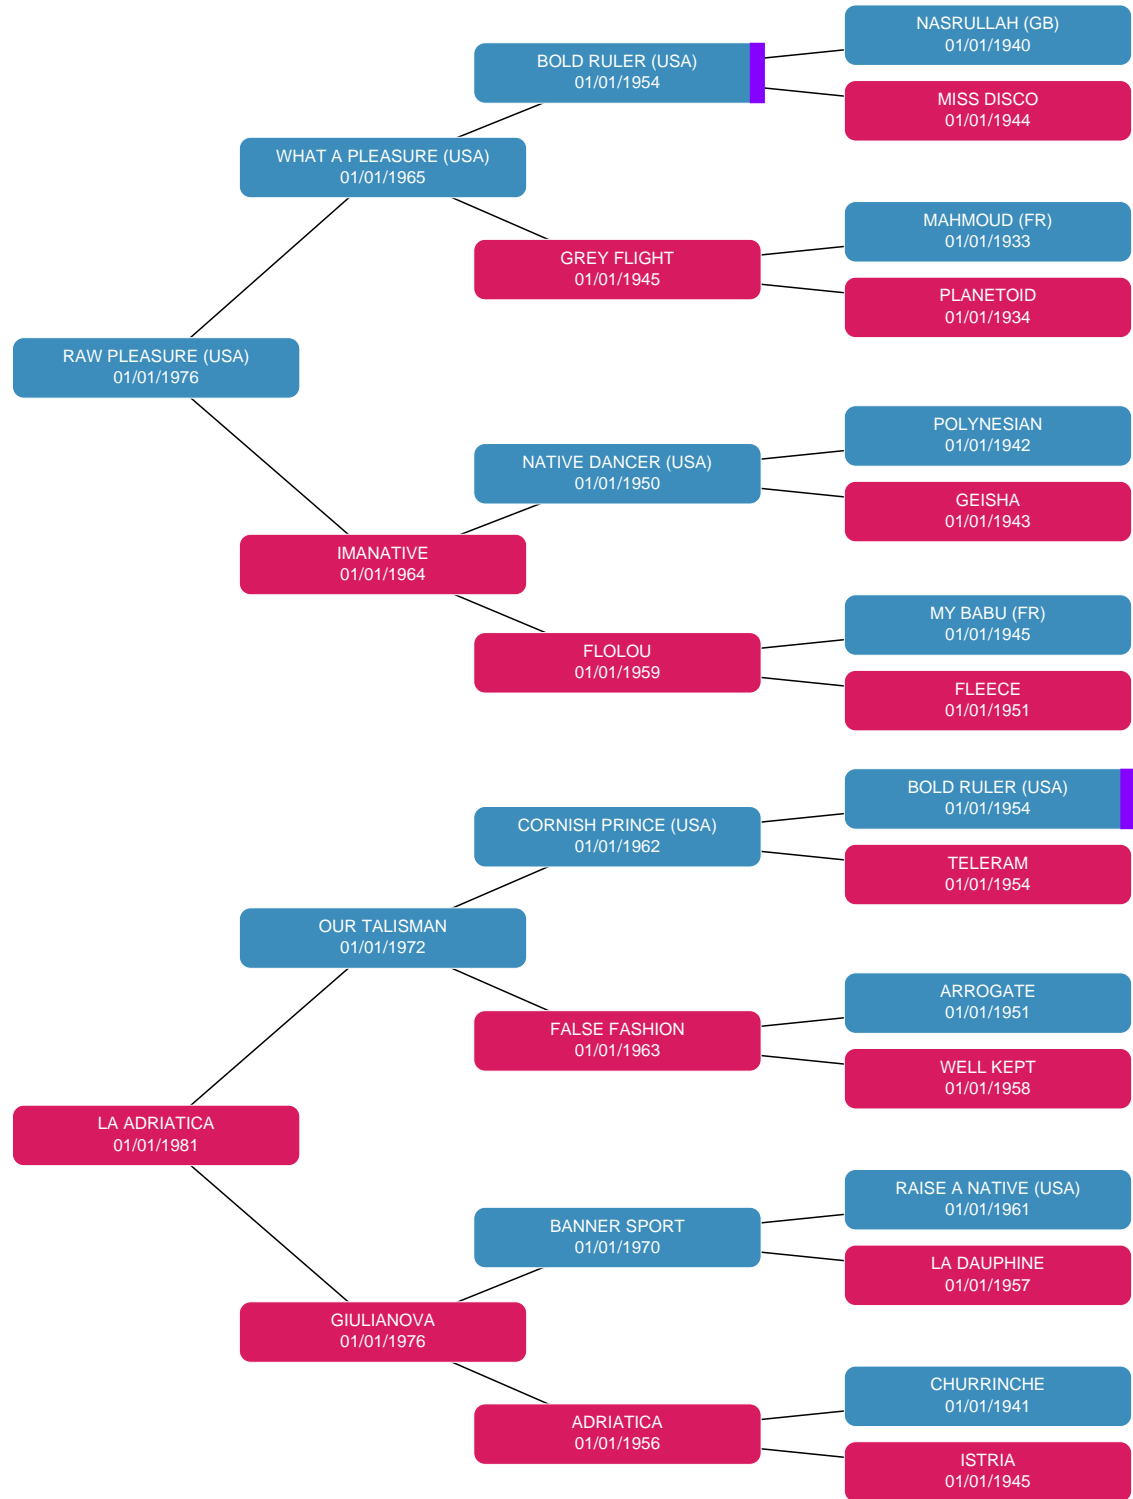 NASRULLAH (GB)
01/01/1940
BOLD RULER (USA)
01/01/1954
MISS DISCO
01/01/1944
WHAT A PLEASURE (USA)
01/01/1965
MAHMOUD (FR)
01/01/1933
GREY FLIGHT
01/01/1945
PLANETOID
01/01/1934
RAW PLEASURE (USA)
01/01/1976
POLYNESIAN
01/01/1942
NATIVE DANCER (USA)
01/01/1950
GEISHA
01/01/1943
IMANATIVE
01/01/1964
MY BABU (FR)
01/01/1945
FLOLOU
01/01/1959
FLEECE
01/01/1951
BOLD RULER (USA)
01/01/1954
CORNISH PRINCE (USA)
01/01/1962
TELERAM
01/01/1954
OUR TALISMAN
01/01/1972
ARROGATE
01/01/1951
FALSE FASHION
01/01/1963
WELL KEPT
01/01/1958
LA ADRIATICA
01/01/1981
RAISE A NATIVE (USA)
01/01/1961
BANNER SPORT
01/01/1970
LA DAUPHINE
01/01/1957
GIULIANOVA
01/01/1976
CHURRINCHE
01/01/1941
ADRIATICA
01/01/1956
ISTRIA
01/01/1945